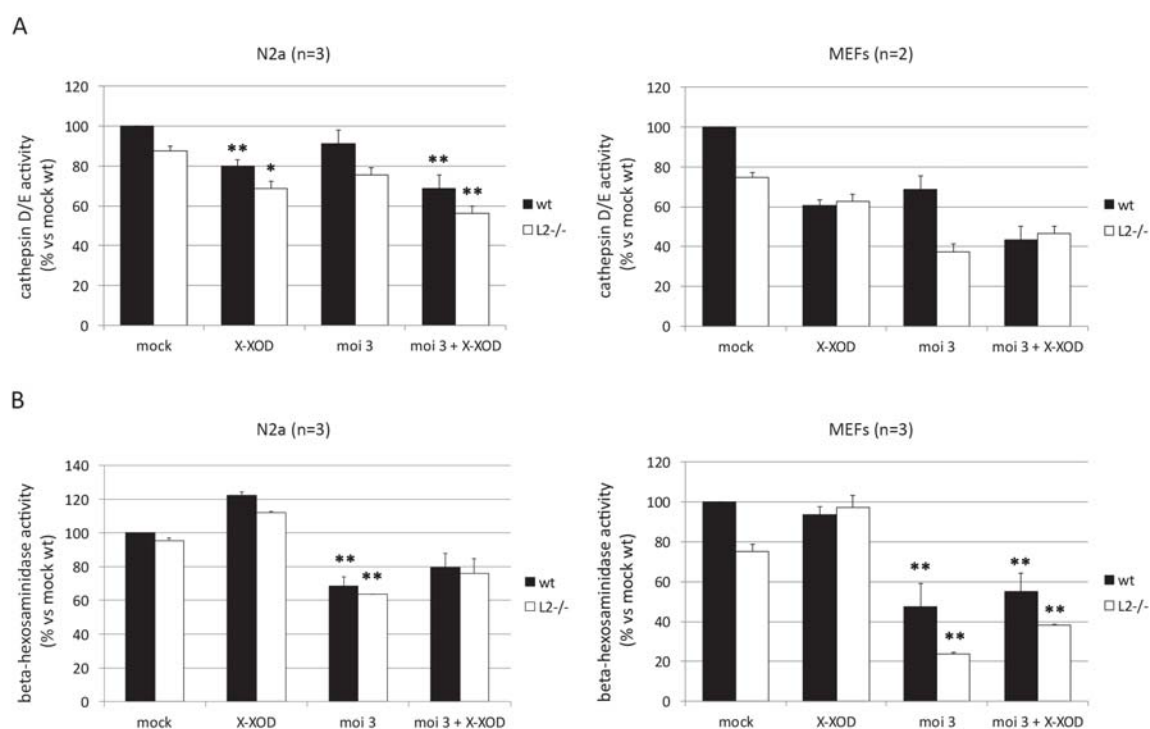 A
N2a (n=3)
cathepsin D/E activity
(% vs mock wt)
120
100
80
60
40
20
0
** * ** **
mock X-XOD moi 3 moi 3 + X-XOD
wt
L2-/-
MEFs (n=2)
cathepsin D/E activity
(% vs mock wt)
120
100
80
60
40
20
0
mock X-XOD moi 3 moi 3 + X-XOD
wt
L2-/-
B
N2a (n=3)
beta-hexosaminidase activity
(% vs mock wt)
140
120
100
80
60
40
20
0
** **
mock X-XOD moi 3 moi 3 + X-XOD
wt
L2-/-
MEFs (n=3)
beta-hexosaminidase activity
(% vs mock wt)
120
100
80
60
40
20
0
** ** ** **
mock X-XOD moi 3 moi 3 + X-XOD
wt
L2-/-